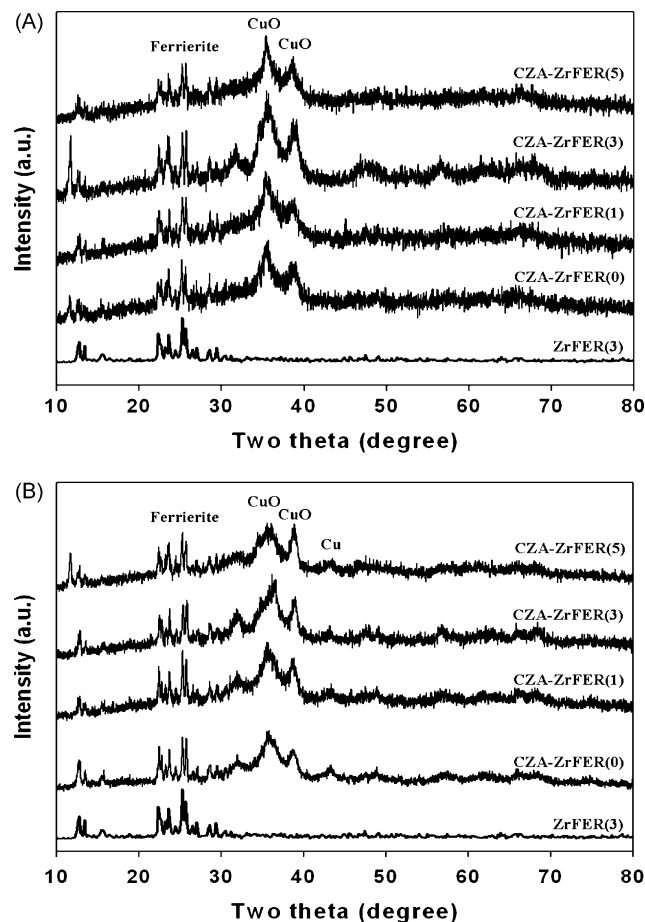 (A)
CuO
CuO
Ferrierite
CZA-ZrFER(5)
CZA-ZrFER(3)
CZA-ZrFER(1)
CZA-ZrFER(0)
ZrFER(3)
Intensity (a.u.)
10 20 30 40 50 60 70 80
Two theta (degree)
(B)
CuO
CuO
Ferrierite
Cu
CZA-ZrFER(5)
CZA-ZrFER(3)
CZA-ZrFER(1)
CZA-ZrFER(0)
ZrFER(3)
Intensity (a.u.)
10 20 30 40 50 60 70 80
Two theta (degree)